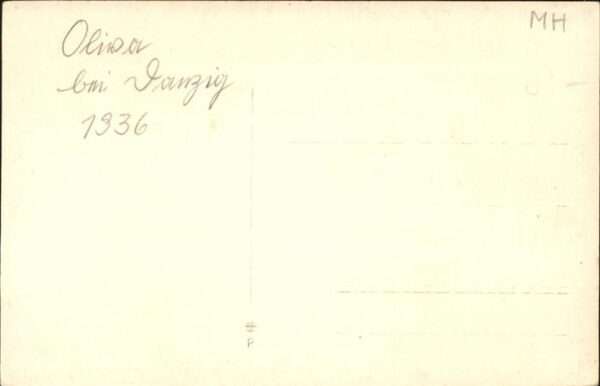 Oliva
bei Danzig
1936
MH
P